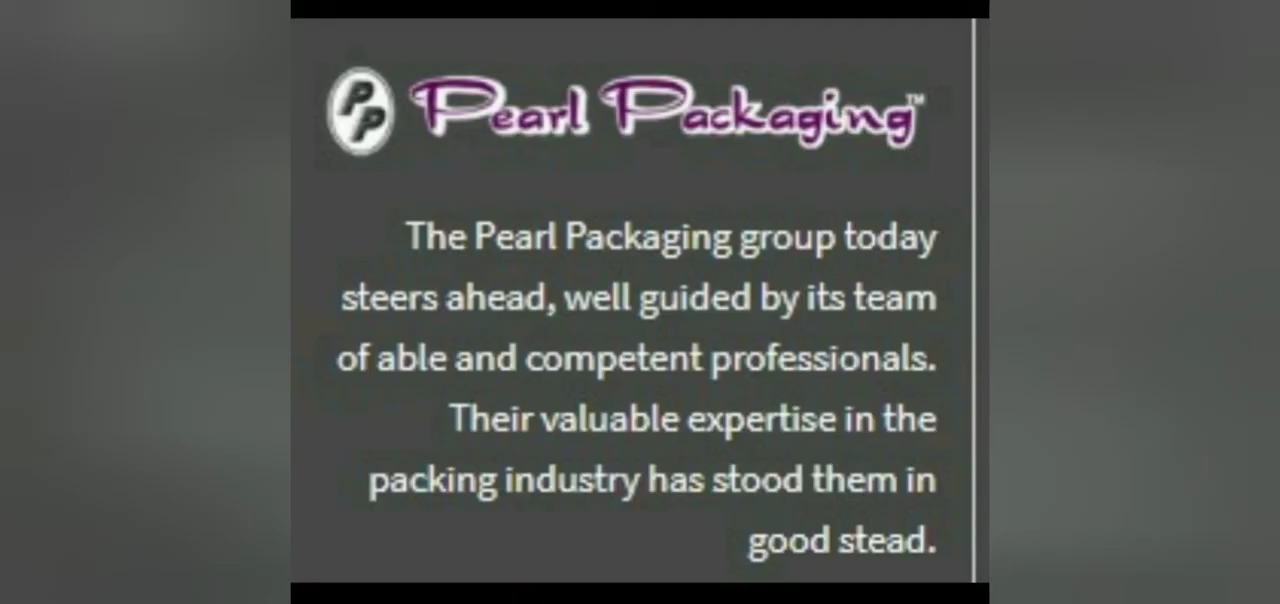 PP Pearl Packaging™
The Pearl Packaging group today
steers ahead, well guided by its team
of able and competent professionals.
Their valuable expertise in the
packing industry has stood them in
good stead.